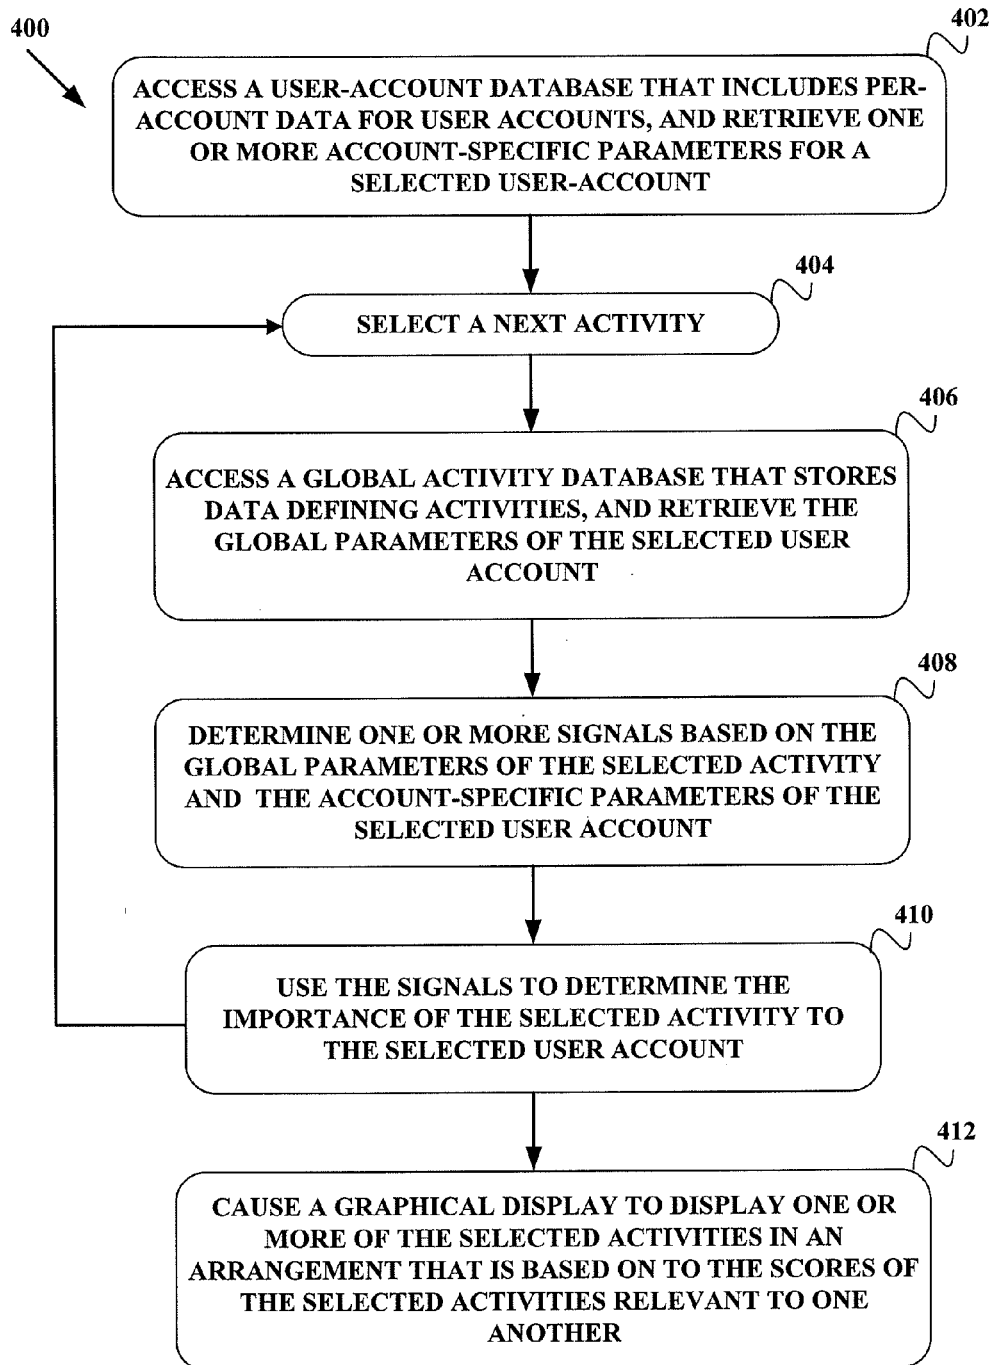 400
402
ACCESS A USER-ACCOUNT DATABASE THAT INCLUDES PER-
ACCOUNT DATA FOR USER ACCOUNTS, AND RETRIEVE ONE
OR MORE ACCOUNT-SPECIFIC PARAMETERS FOR A
SELECTED USER-ACCOUNT
404
SELECT A NEXT ACTIVITY
406
ACCESS A GLOBAL ACTIVITY DATABASE THAT STORES
DATA DEFINING ACTIVITIES, AND RETRIEVE THE
GLOBAL PARAMETERS OF THE SELECTED USER
ACCOUNT
408
DETERMINE ONE OR MORE SIGNALS BASED ON THE
GLOBAL PARAMETERS OF THE SELECTED ACTIVITY
AND THE ACCOUNT-SPECIFIC PARAMETERS OF THE
SELECTED USER ACCOUNT
410
USE THE SIGNALS TO DETERMINE THE
IMPORTANCE OF THE SELECTED ACTIVITY TO
THE SELECTED USER ACCOUNT
412
CAUSE A GRAPHICAL DISPLAY TO DISPLAY ONE OR
MORE OF THE SELECTED ACTIVITIES IN AN
ARRANGEMENT THAT IS BASED ON TO THE SCORES OF
THE SELECTED ACTIVITIES RELEVANT TO ONE
ANOTHER